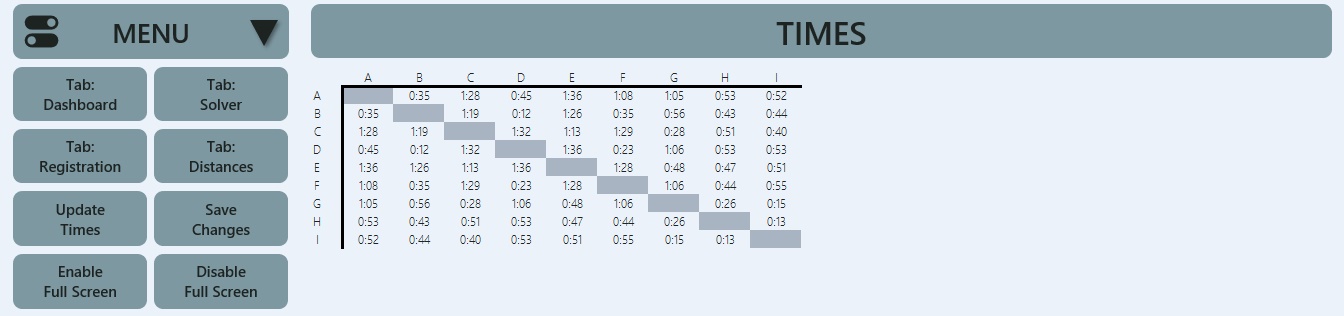 MENU
TIMES
Tab:
Dashboard
Tab:
Solver
Tab:
Registration
Tab:
Distances
Update
Times
Save
Changes
Enable
Full Screen
Disable
Full Screen
A B C D E F G H I
A 0:35 1:28 0:45 1:36 1:08 1:05 0:53 0:52
B 0:35 1:19 0:12 1:26 0:35 0:56 0:43 0:44
C 1:28 1:19 1:32 1:13 1:29 0:28 0:51 0:40
D 0:45 0:12 1:32 1:36 0:23 1:06 0:53 0:53
E 1:36 1:26 1:13 1:36 1:28 0:48 0:47 0:51
F 1:08 0:35 1:29 0:23 1:28 1:06 0:44 0:55
G 1:05 0:56 0:28 1:06 0:48 1:06 0:26 0:15
H 0:53 0:43 0:51 0:53 0:47 0:44 0:26 0:13
I 0:52 0:44 0:40 0:53 0:51 0:55 0:15 0:13